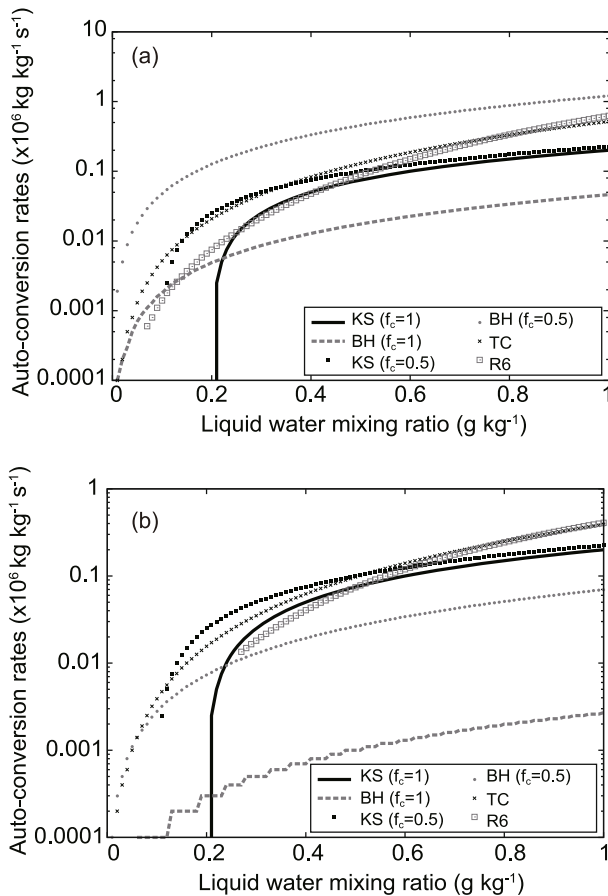 (a)
Auto-conversion rates (x10⁶ kg kg⁻¹ s⁻¹)
10
1
0.1
0.01
0.001
0.0001
KS (f_c=1)
BH (f_c=1)
KS (f_c=0.5)
BH (f_c=0.5)
TC
R6
0 0.2 0.4 0.6 0.8 1
Liquid water mixing ratio (g kg⁻¹)
(b)
Auto-conversion rates (x10⁶ kg kg⁻¹ s⁻¹)
1
0.1
0.01
0.001
0.0001
KS (f_c=1)
BH (f_c=1)
KS (f_c=0.5)
BH (f_c=0.5)
TC
R6
0 0.2 0.4 0.6 0.8 1
Liquid water mixing ratio (g kg⁻¹)